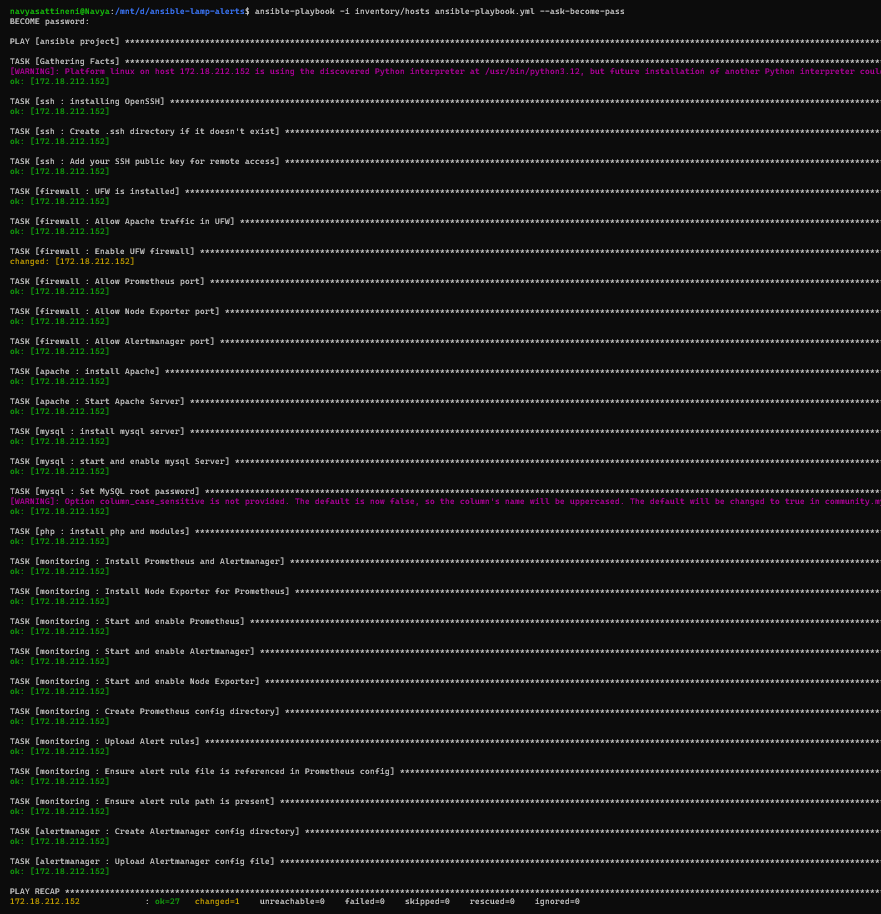 navyasattineni@Navya:/mnt/d/ansible-lamp-alerts$ ansible-playbook -i inventory/hosts ansible-playbook.yml --ask-become-pass
BECOME password:
PLAY [ansible project] ****************************************************************
TASK [Gathering Facts] ****************************************************************
[WARNING]: Platform linux on host 172.18.212.152 is using the discovered Python interpreter at /usr/bin/python3.12, but future installation of another Python interpreter coul
ok: [172.18.212.152]
TASK [ssh : installing OpenSSH] ****************************************************************
ok: [172.18.212.152]
TASK [ssh : Create .ssh directory if it doesn't exist] ****************************************************************
ok: [172.18.212.152]
TASK [ssh : Add your SSH public key for remote access] ****************************************************************
ok: [172.18.212.152]
TASK [firewall : UFW is installed] ****************************************************************
ok: [172.18.212.152]
TASK [firewall : Allow Apache traffic in UFW] ****************************************************************
ok: [172.18.212.152]
TASK [firewall : Enable UFW firewall] ****************************************************************
changed: [172.18.212.152]
TASK [firewall : Allow Prometheus port] ****************************************************************
ok: [172.18.212.152]
TASK [firewall : Allow Node Exporter port] ****************************************************************
ok: [172.18.212.152]
TASK [firewall : Allow Alertmanager port] ****************************************************************
ok: [172.18.212.152]
TASK [apache : install Apache] ****************************************************************
ok: [172.18.212.152]
TASK [apache : Start Apache Server] ****************************************************************
ok: [172.18.212.152]
TASK [mysql : install mysql server] ****************************************************************
ok: [172.18.212.152]
TASK [mysql : start and enable mysql Server] ****************************************************************
ok: [172.18.212.152]
TASK [mysql : Set MySQL root password] ****************************************************************
[WARNING]: Option column_case_sensitive is not provided. The default is now false, so the column's name will be uppercased. The default will be changed to true in community.m
ok: [172.18.212.152]
TASK [php : install php and modules] ****************************************************************
ok: [172.18.212.152]
TASK [monitoring : Install Prometheus and Alertmanager] ****************************************************************
ok: [172.18.212.152]
TASK [monitoring : Install Node Exporter for Prometheus] ****************************************************************
ok: [172.18.212.152]
TASK [monitoring : Start and enable Prometheus] ****************************************************************
ok: [172.18.212.152]
TASK [monitoring : Start and enable Alertmanager] ****************************************************************
ok: [172.18.212.152]
TASK [monitoring : Start and enable Node Exporter] ****************************************************************
ok: [172.18.212.152]
TASK [monitoring : Create Prometheus config directory] ****************************************************************
ok: [172.18.212.152]
TASK [monitoring : Upload Alert rules] ****************************************************************
ok: [172.18.212.152]
TASK [monitoring : Ensure alert rule file is referenced in Prometheus config] ****************************************************************
ok: [172.18.212.152]
TASK [monitoring : Ensure alert rule path is present] ****************************************************************
ok: [172.18.212.152]
TASK [alertmanager : Create Alertmanager config directory] ****************************************************************
ok: [172.18.212.152]
TASK [alertmanager : Upload Alertmanager config file] ****************************************************************
ok: [172.18.212.152]
PLAY RECAP ****************************************************************
172.18.212.152 : ok=27 changed=1 unreachable=0 failed=0 skipped=0 rescued=0 ignored=0